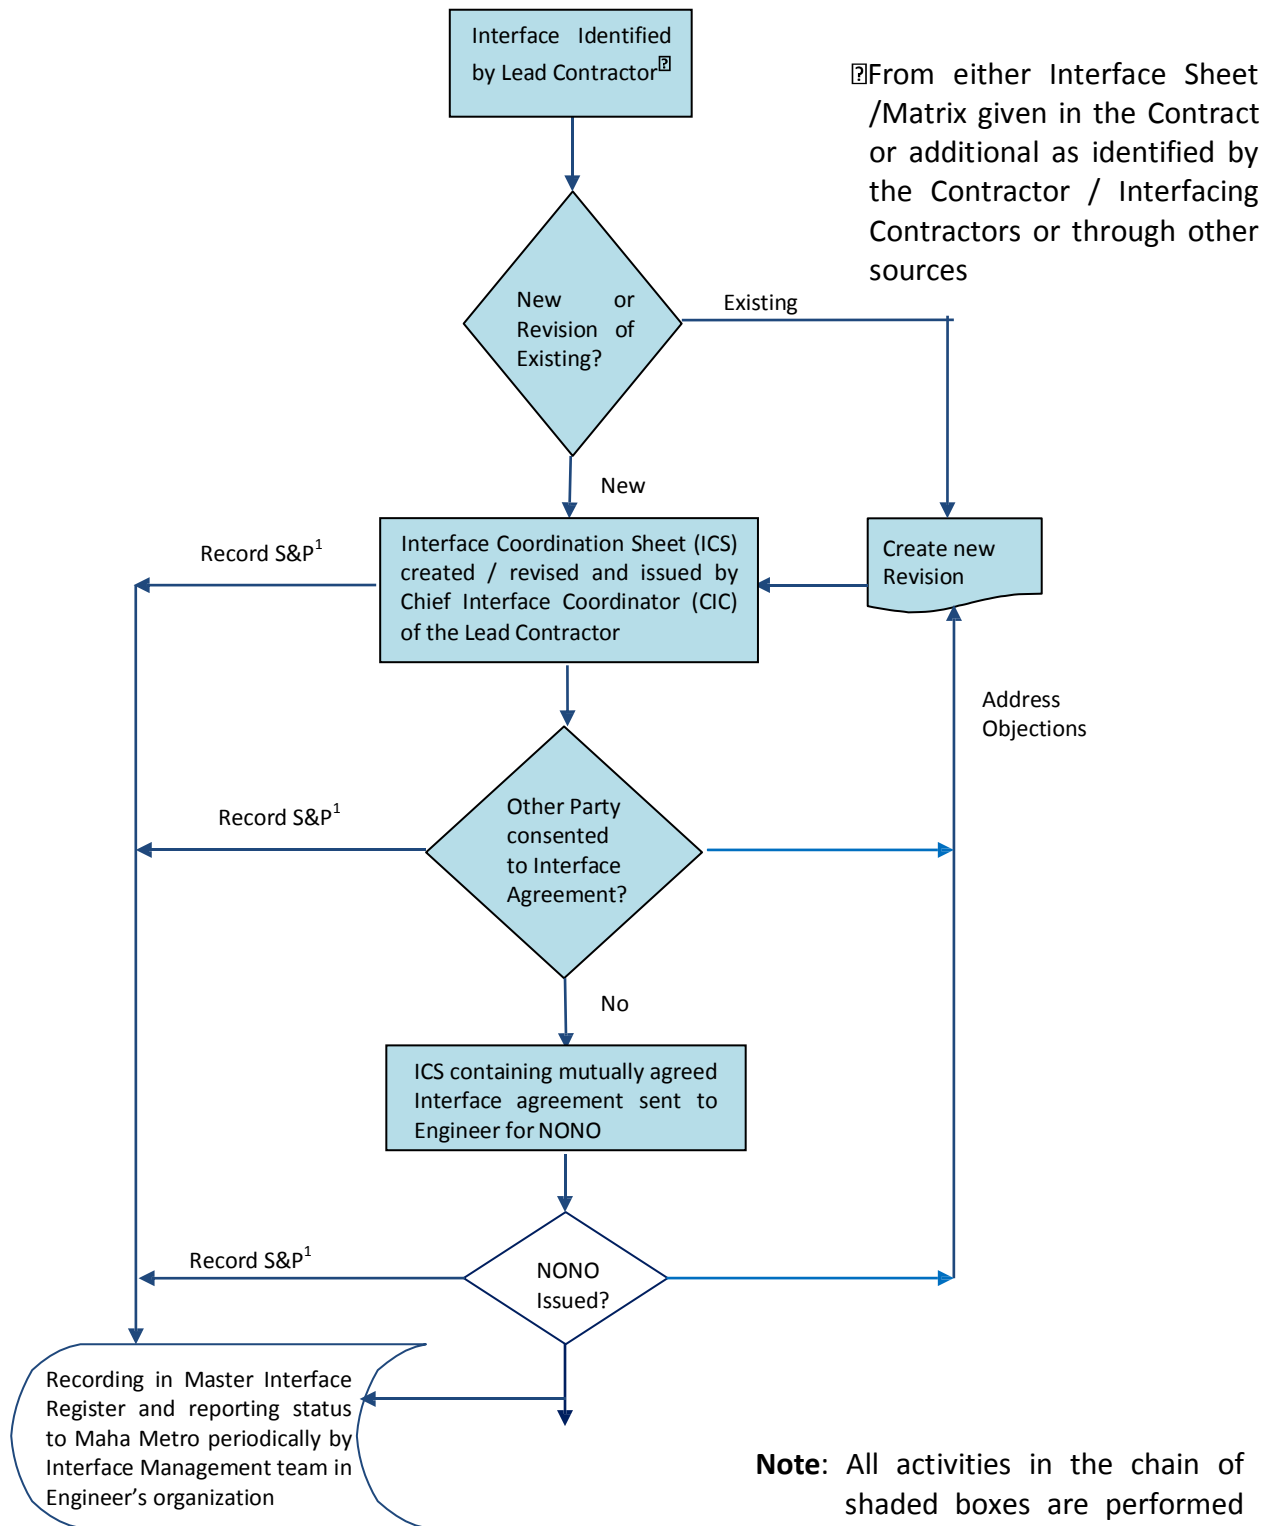 Interface Identified
by Lead Contractor⍰
⍰From either Interface Sheet
/Matrix given in the Contract
or additional as identified by
the Contractor / Interfacing
Contractors or through other
sources
New or
Revision of
Existing?
Existing
New
Record S&P¹
Interface Coordination Sheet (ICS)
created / revised and issued by
Chief Interface Coordinator (CIC)
of the Lead Contractor
Create new
Revision
Address
Objections
Record S&P¹
Other Party
consented
to Interface
Agreement?
No
ICS containing mutually agreed
Interface agreement sent to
Engineer for NONO
Record S&P¹
NONO
Issued?
Recording in Master Interface
Register and reporting status
to Maha Metro periodically by
Interface Management team in
Engineer's organization
Note: All activities in the chain of
shaded boxes are performed